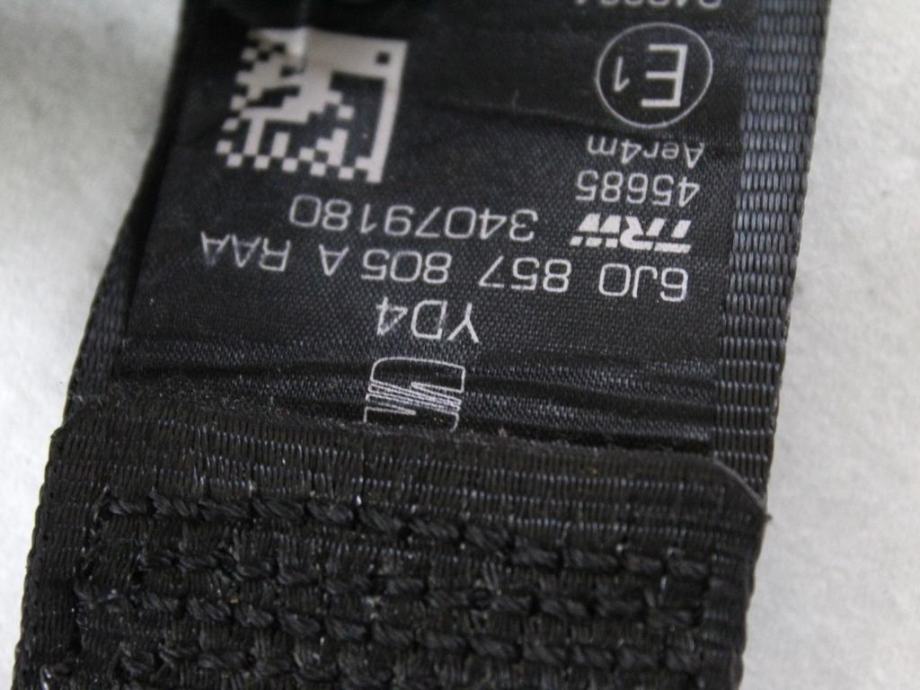 YD4
6J0 857 805 A RAA
TRW 34079180
45685
Aer4m
E1